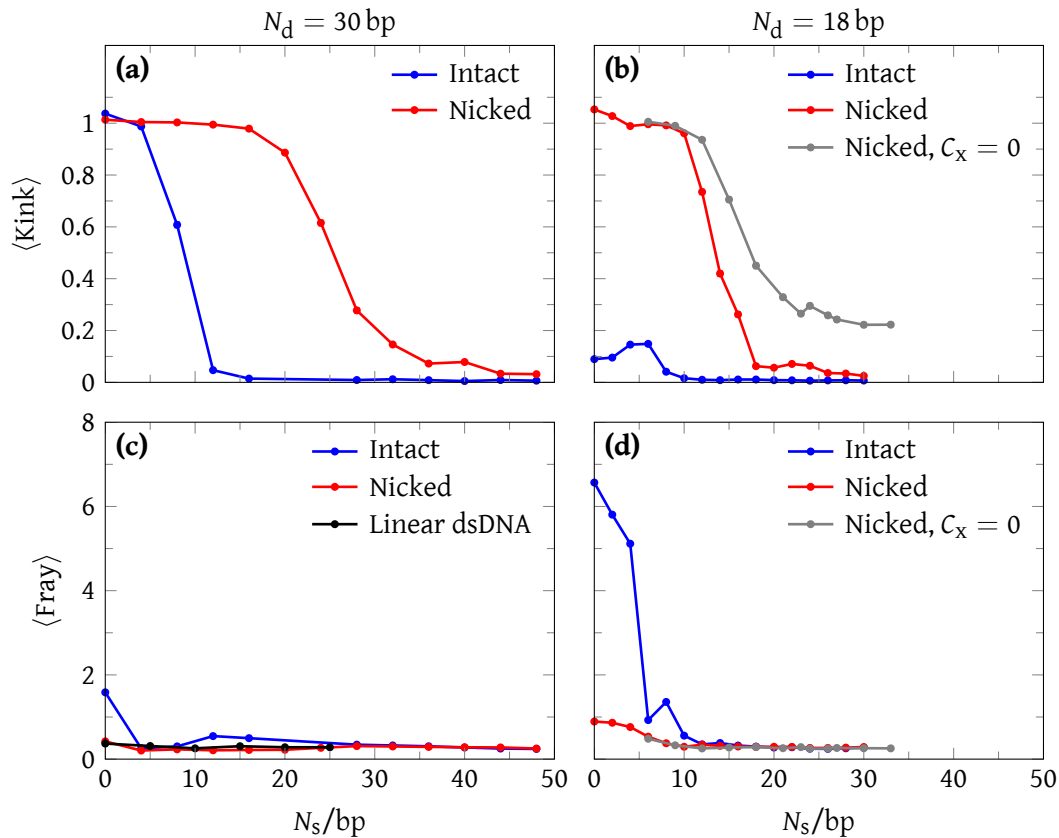 N_d = 30 bp
N_d = 18 bp
(a)
Intact
Nicked
⟨Kink⟩
1
0.8
0.6
0.4
0.2
0
(b)
Intact
Nicked
Nicked, C_x = 0
(c)
Intact
Nicked
Linear dsDNA
⟨Fray⟩
8
6
4
2
0
0 10 20 30 40 50
N_s/bp
(d)
Intact
Nicked
Nicked, C_x = 0
0 10 20 30 40 50
N_s/bp